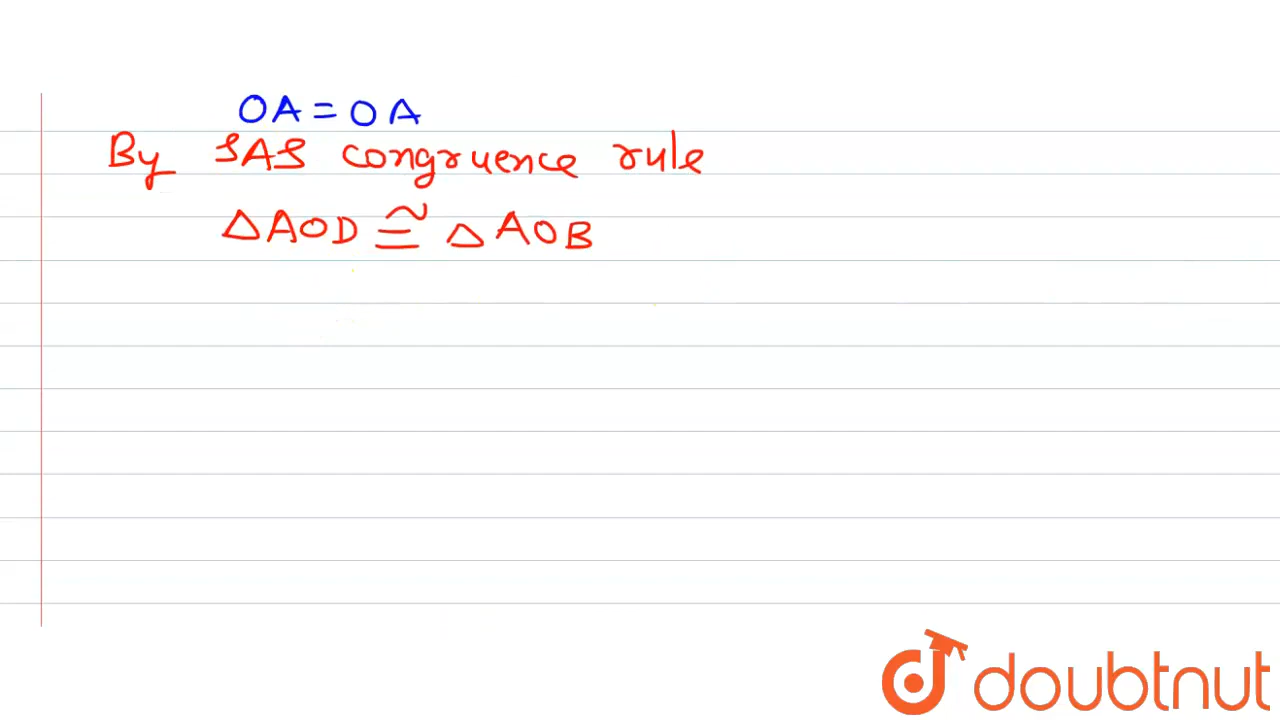 OA = OA
By SAS congruence rule
△AOD ≅ △AOB
doubtnut